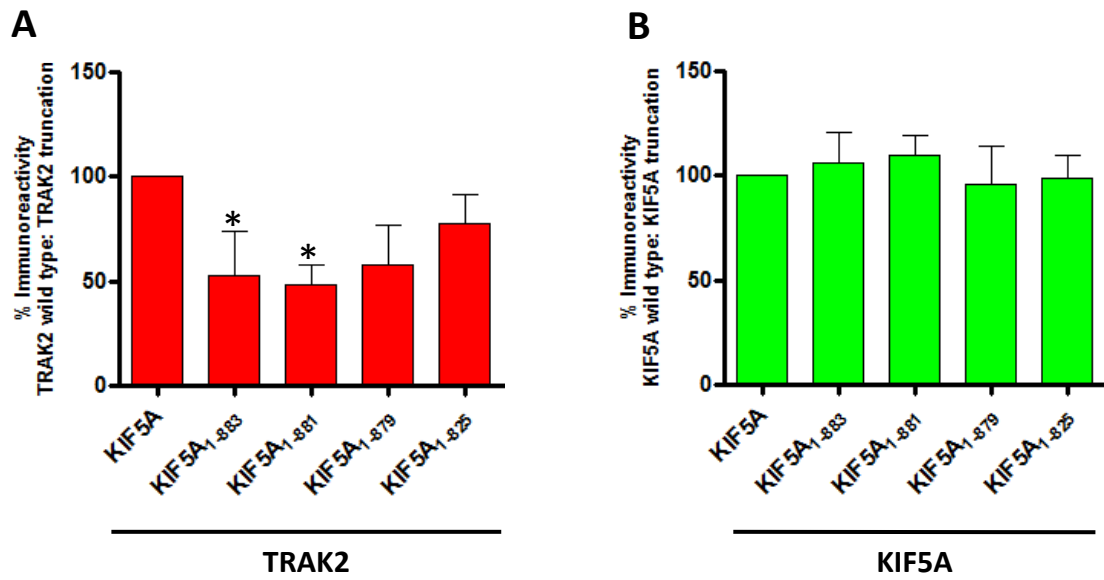 A
% Immunoreactivity
TRAK2 wild type: TRAK2 truncation
150
100
50
0
*
*
KIF5A
KIF5A1-883
KIF5A1-881
KIF5A1-879
KIF5A1-825
TRAK2
B
% Immunoreactivity
KIF5A wild type: KIF5A truncation
150
100
50
0
KIF5A
KIF5A1-883
KIF5A1-881
KIF5A1-879
KIF5A1-825
KIF5A